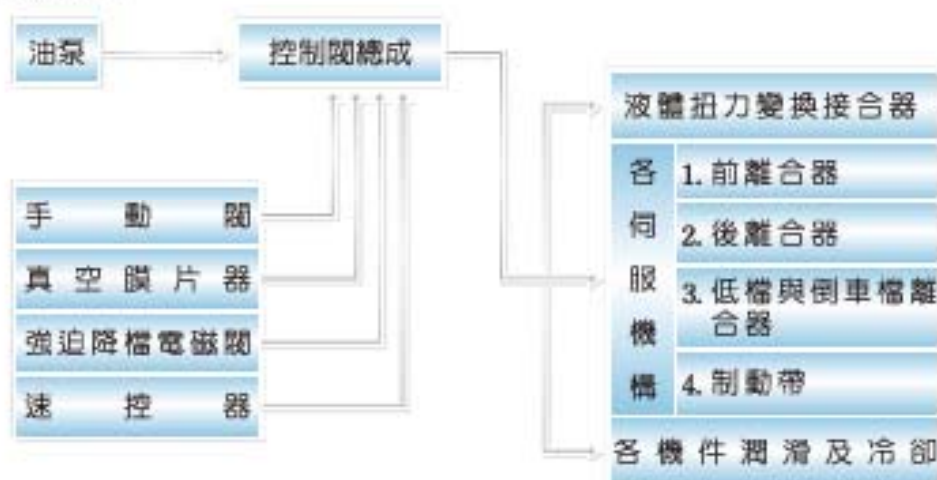 油泵
控制閥總成
手動閥
真空膜片器
強迫降檔電磁閥
速控器
液體扭力變換接合器
各伺服機構
1. 前離合器
2. 後離合器
3. 低檔與倒車檔離
合器
4. 制動帶
各機件潤滑及冷卻